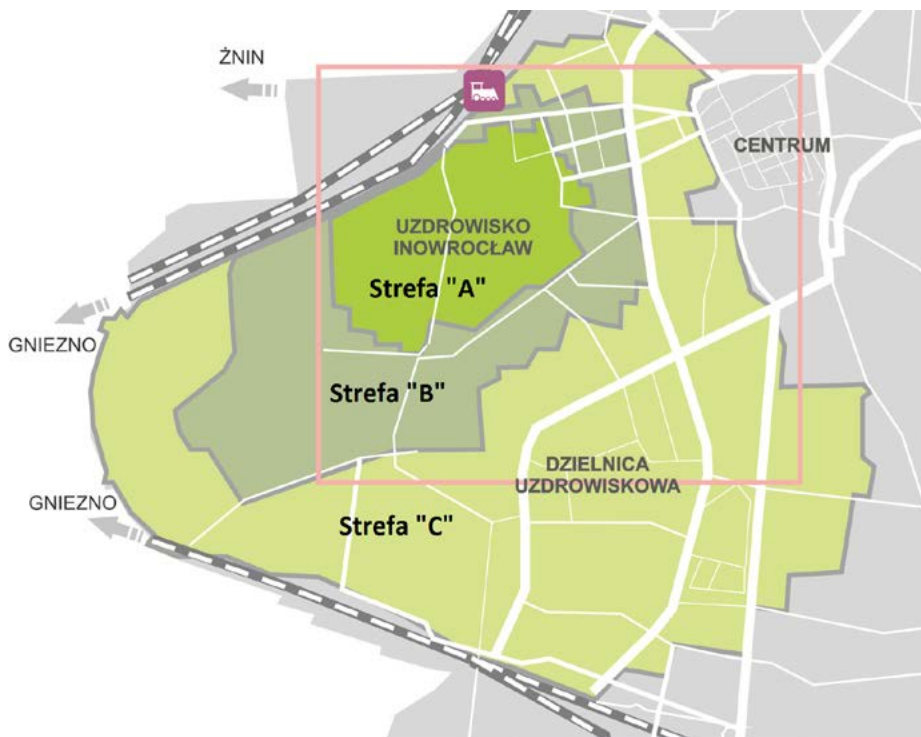 ŻNIN
CENTRUM
UZDROWISKO
INOWROCŁAW
Strefa "A"
GNIEZNO
Strefa "B"
DZIELNICA
UZDROWISKOWA
GNIEZNO
Strefa "C"